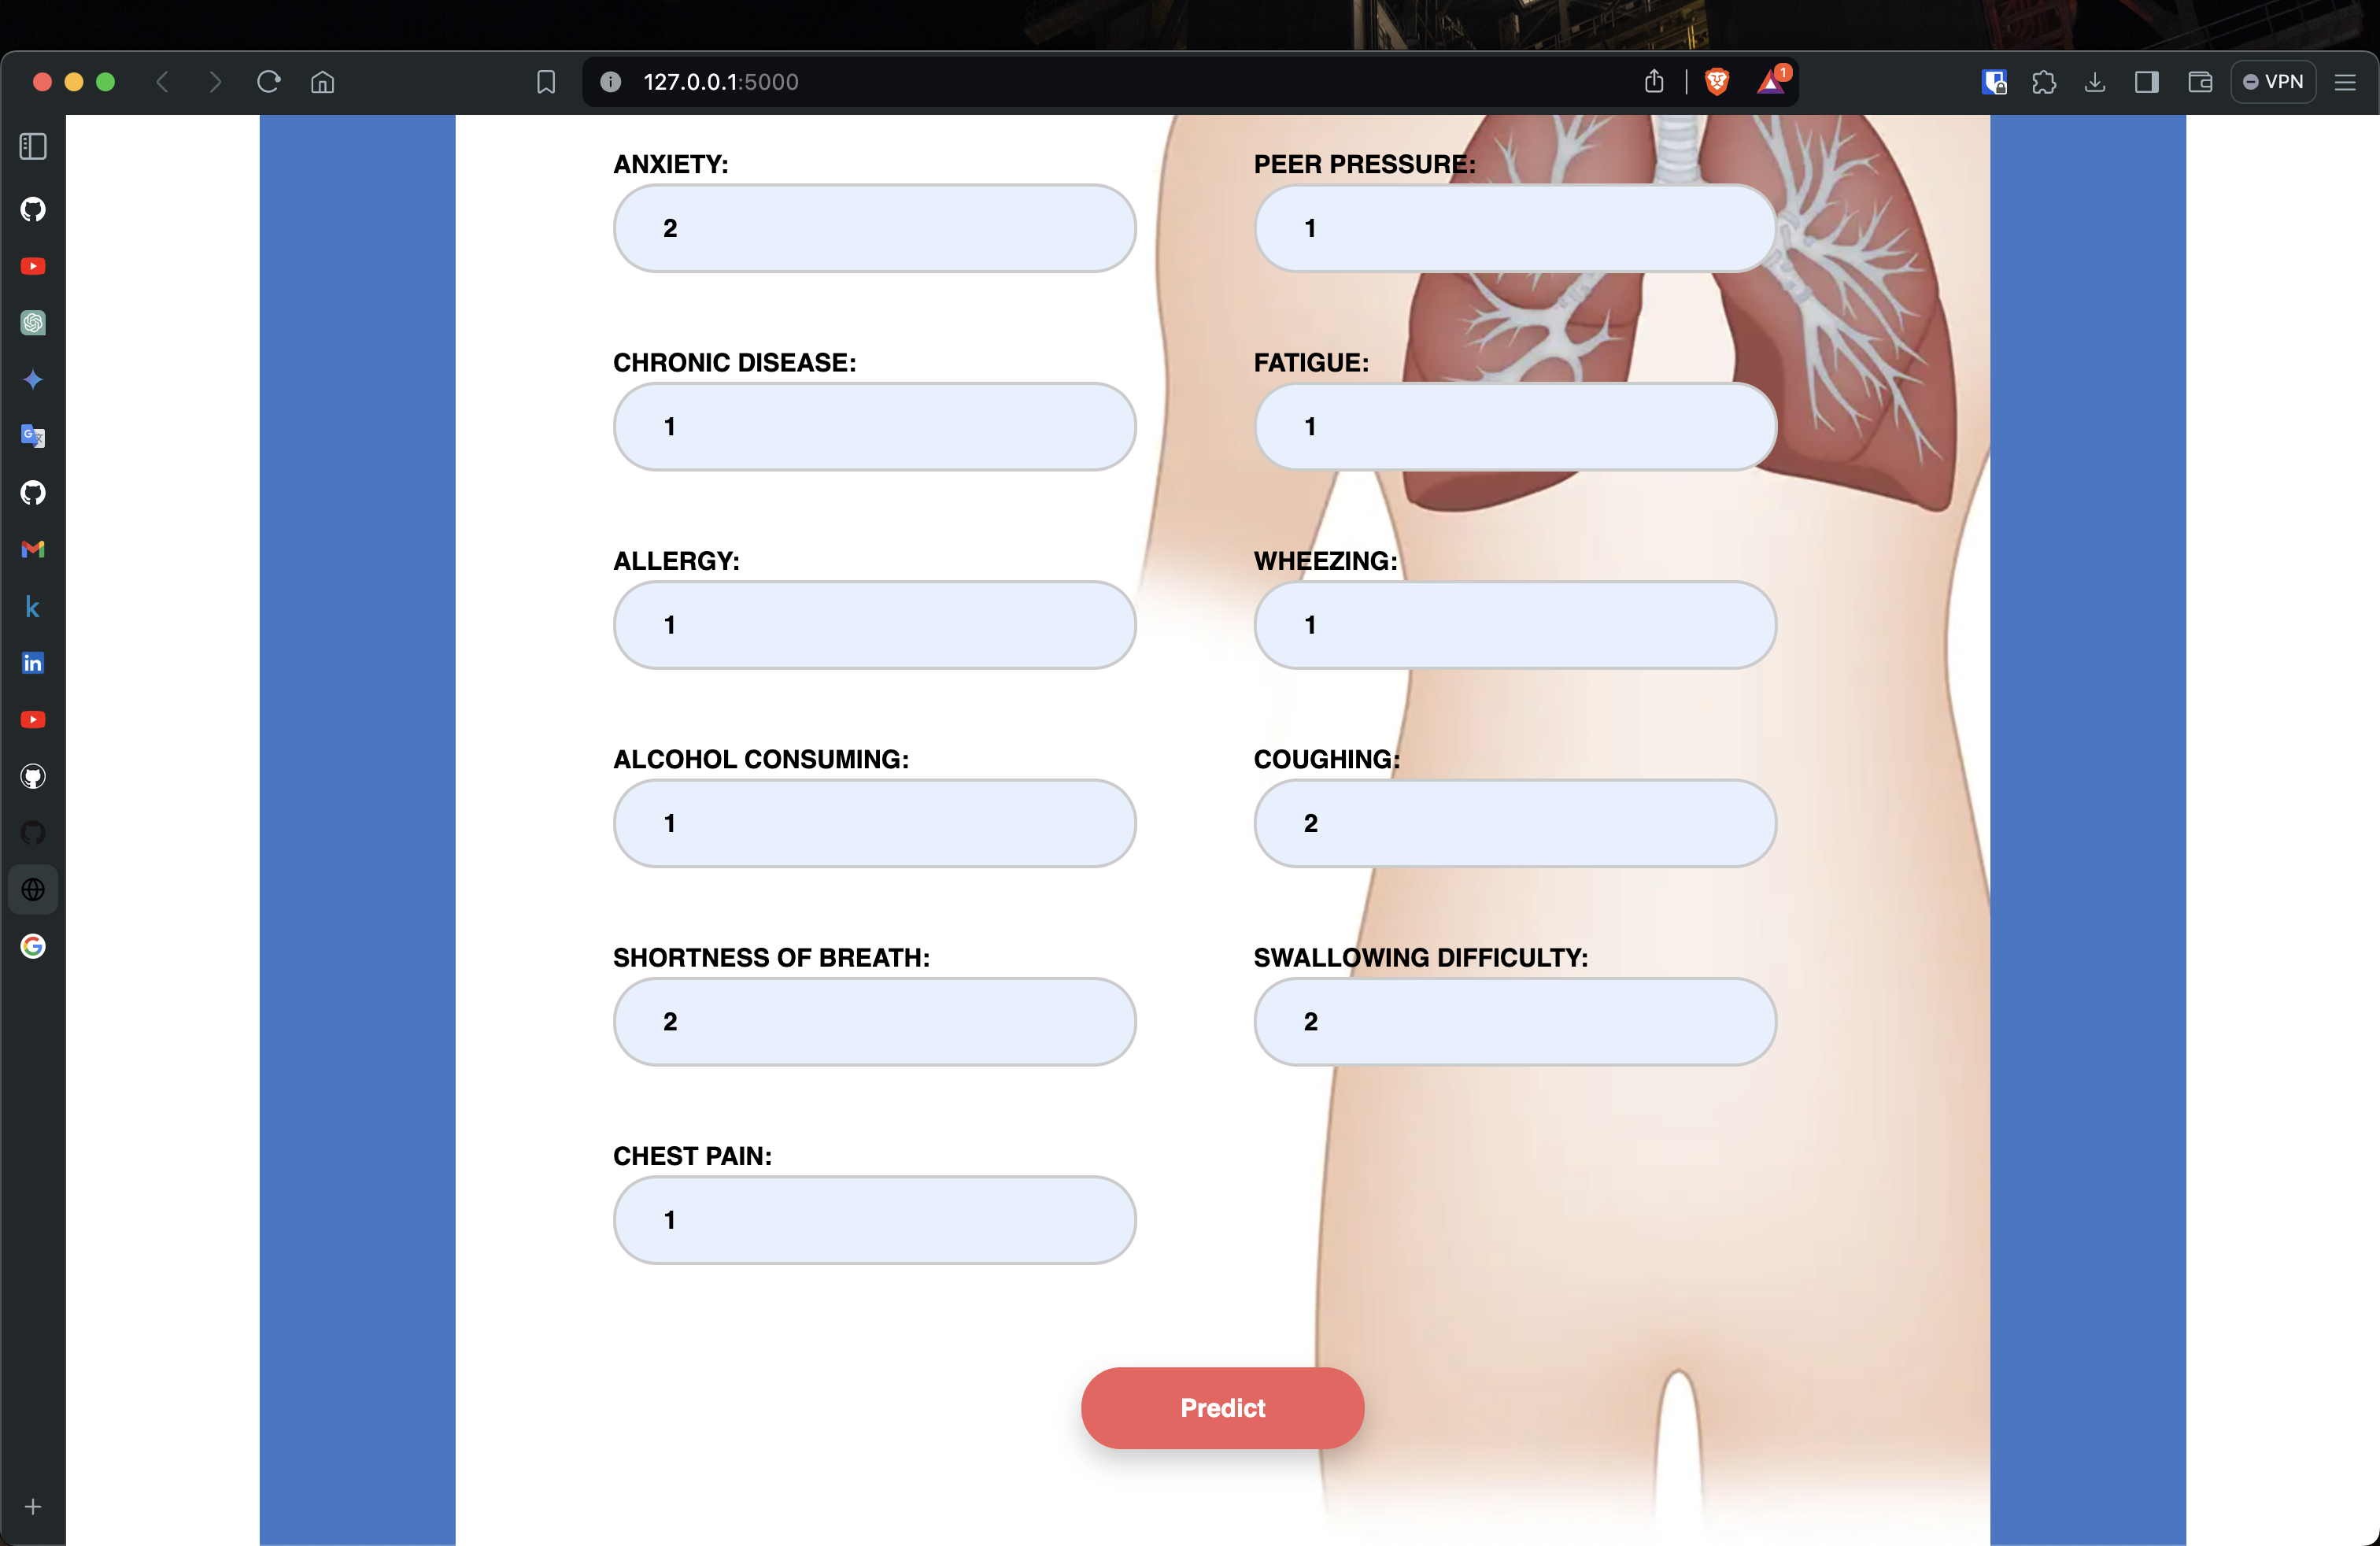 127.0.0.1:5000
1
VPN
ANXIETY:
2
PEER PRESSURE:
1
CHRONIC DISEASE:
1
FATIGUE:
1
ALLERGY:
1
WHEEZING:
1
ALCOHOL CONSUMING:
1
COUGHING:
2
SHORTNESS OF BREATH:
2
SWALLOWING DIFFICULTY:
2
CHEST PAIN:
1
Predict